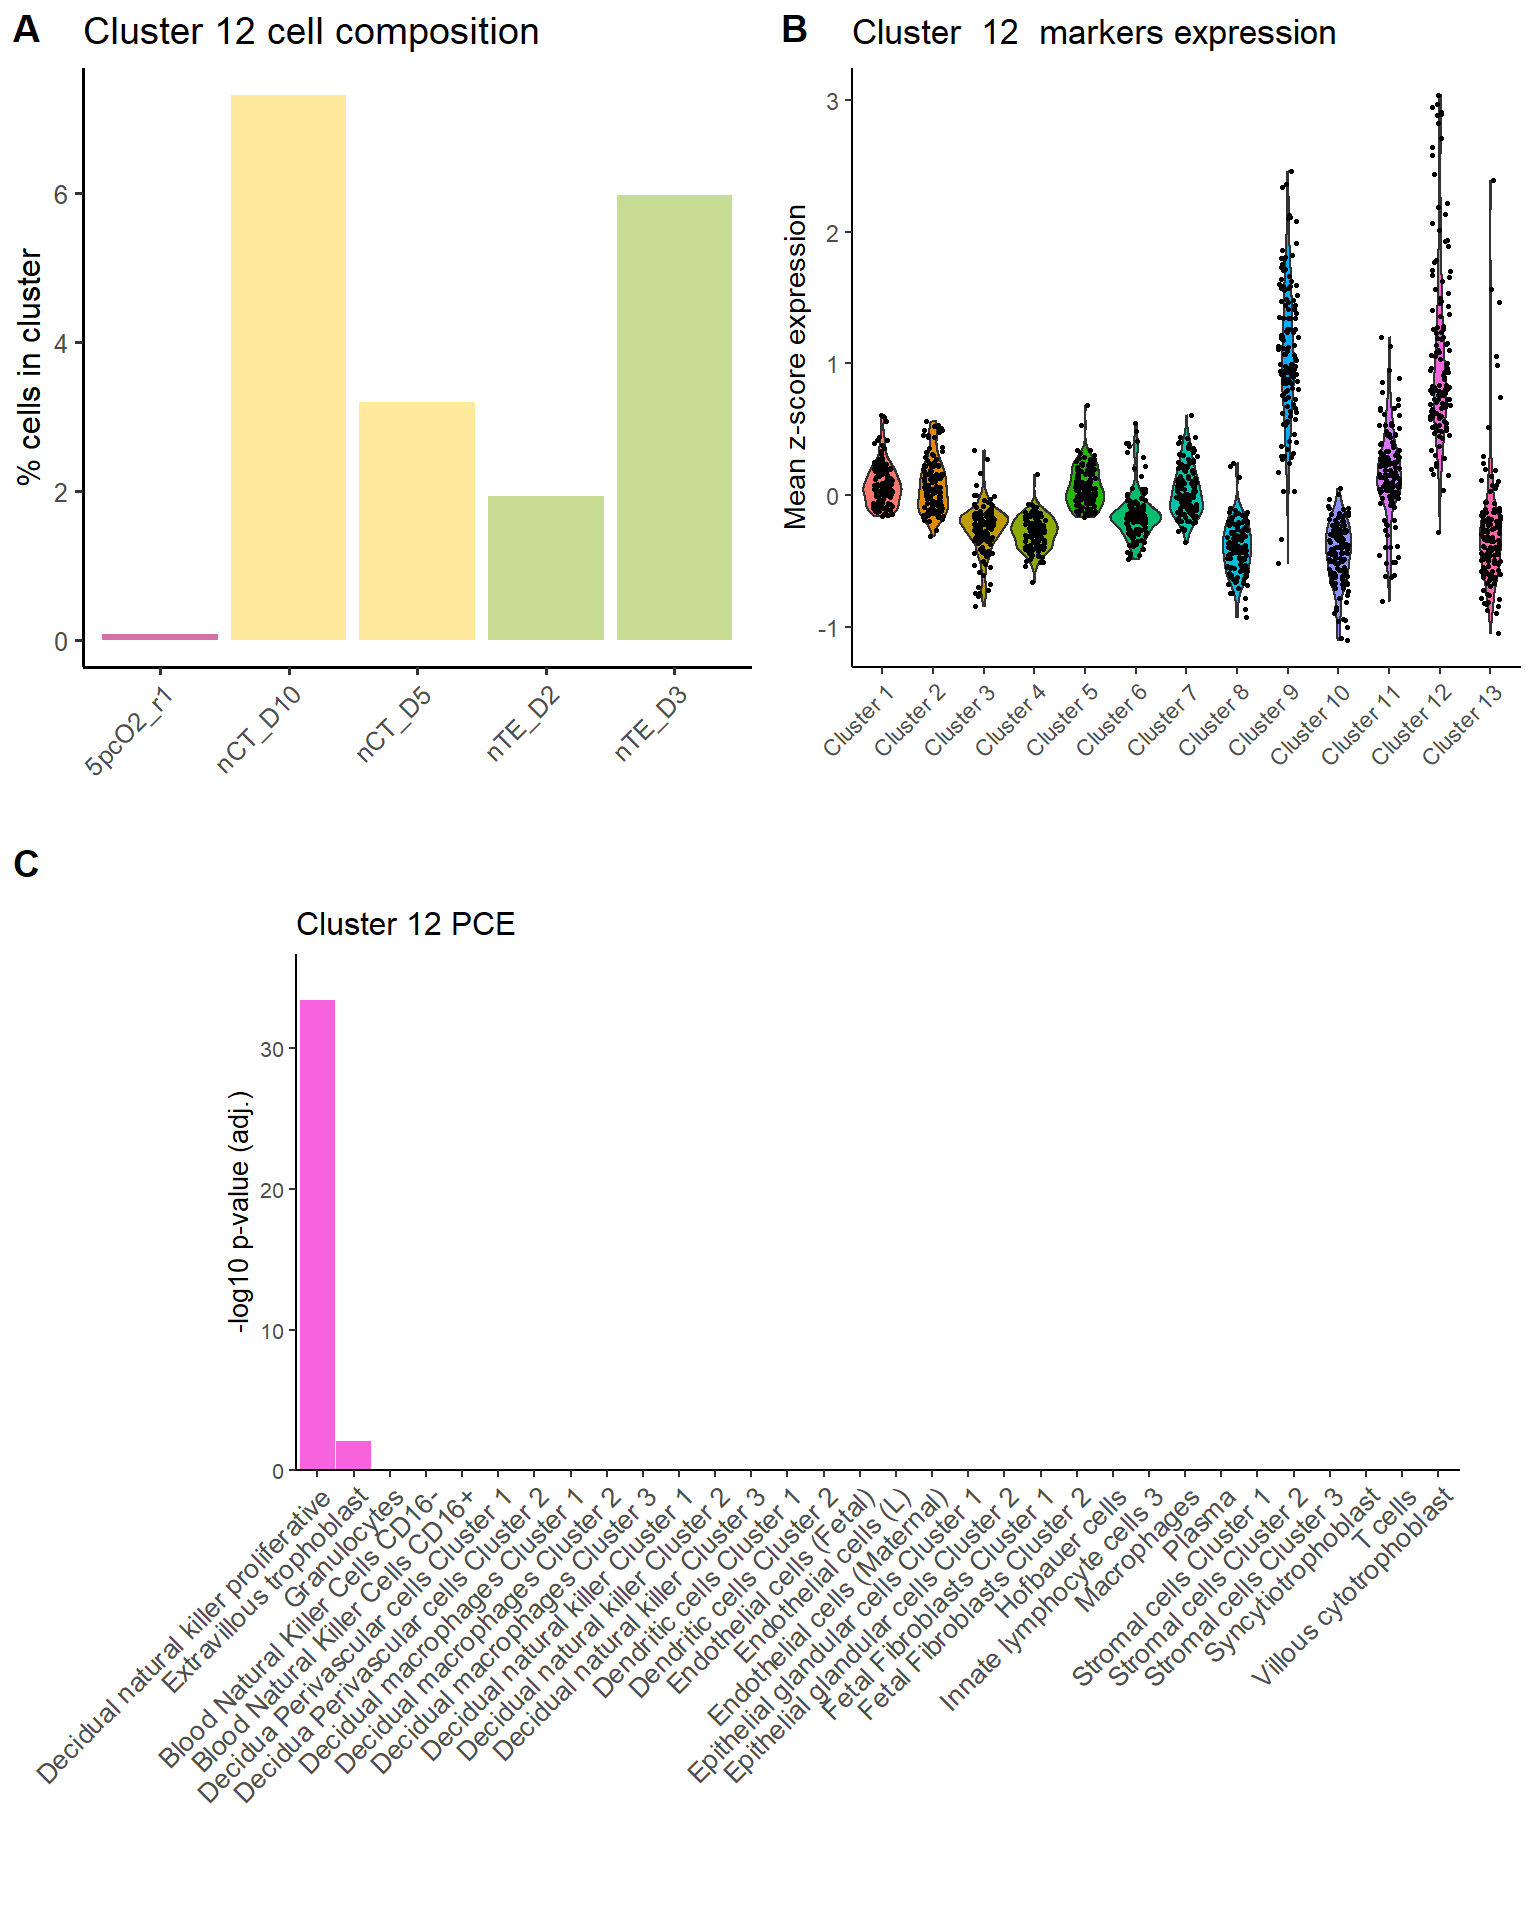 A
Cluster 12 cell composition
% cells in cluster
6
4
2
0
5pcO2_r1
nCT_D10
nCT_D5
nTE_D2
nTE_D3
B
Cluster 12 markers expression
Mean z-score expression
3
2
1
0
-1
Cluster 1
Cluster 2
Cluster 3
Cluster 4
Cluster 5
Cluster 6
Cluster 7
Cluster 8
Cluster 9
Cluster 10
Cluster 11
Cluster 12
Cluster 13
C
Cluster 12 PCE
-log10 p-value (adj.)
30
20
10
0
Decidual natural killer proliferative
Extravillous trophoblast
Granulocytes
Blood Natural Killer Cells CD16-
Blood Natural Killer Cells CD16+
Decidua Perivascular cells Cluster 1
Decidua Perivascular cells Cluster 2
Decidual macrophages Cluster 1
Decidual macrophages Cluster 2
Decidual macrophages Cluster 3
Decidual natural killer Cluster 1
Decidual natural killer Cluster 2
Decidual natural killer Cluster 3
Dendritic cells Cluster 1
Dendritic cells Cluster 2
Endothelial cells (Fetal)
Endothelial cells (L)
Endothelial cells (Maternal)
Epithelial glandular cells Cluster 1
Epithelial glandular cells Cluster 2
Fetal Fibroblasts Cluster 1
Fetal Fibroblasts Cluster 2
Hofbauer cells
Innate lymphocyte cells 3
Macrophages
Plasma
Stromal cells Cluster 1
Stromal cells Cluster 2
Stromal cells Cluster 3
Syncytiotrophoblast
T cells
Villous cytotrophoblast